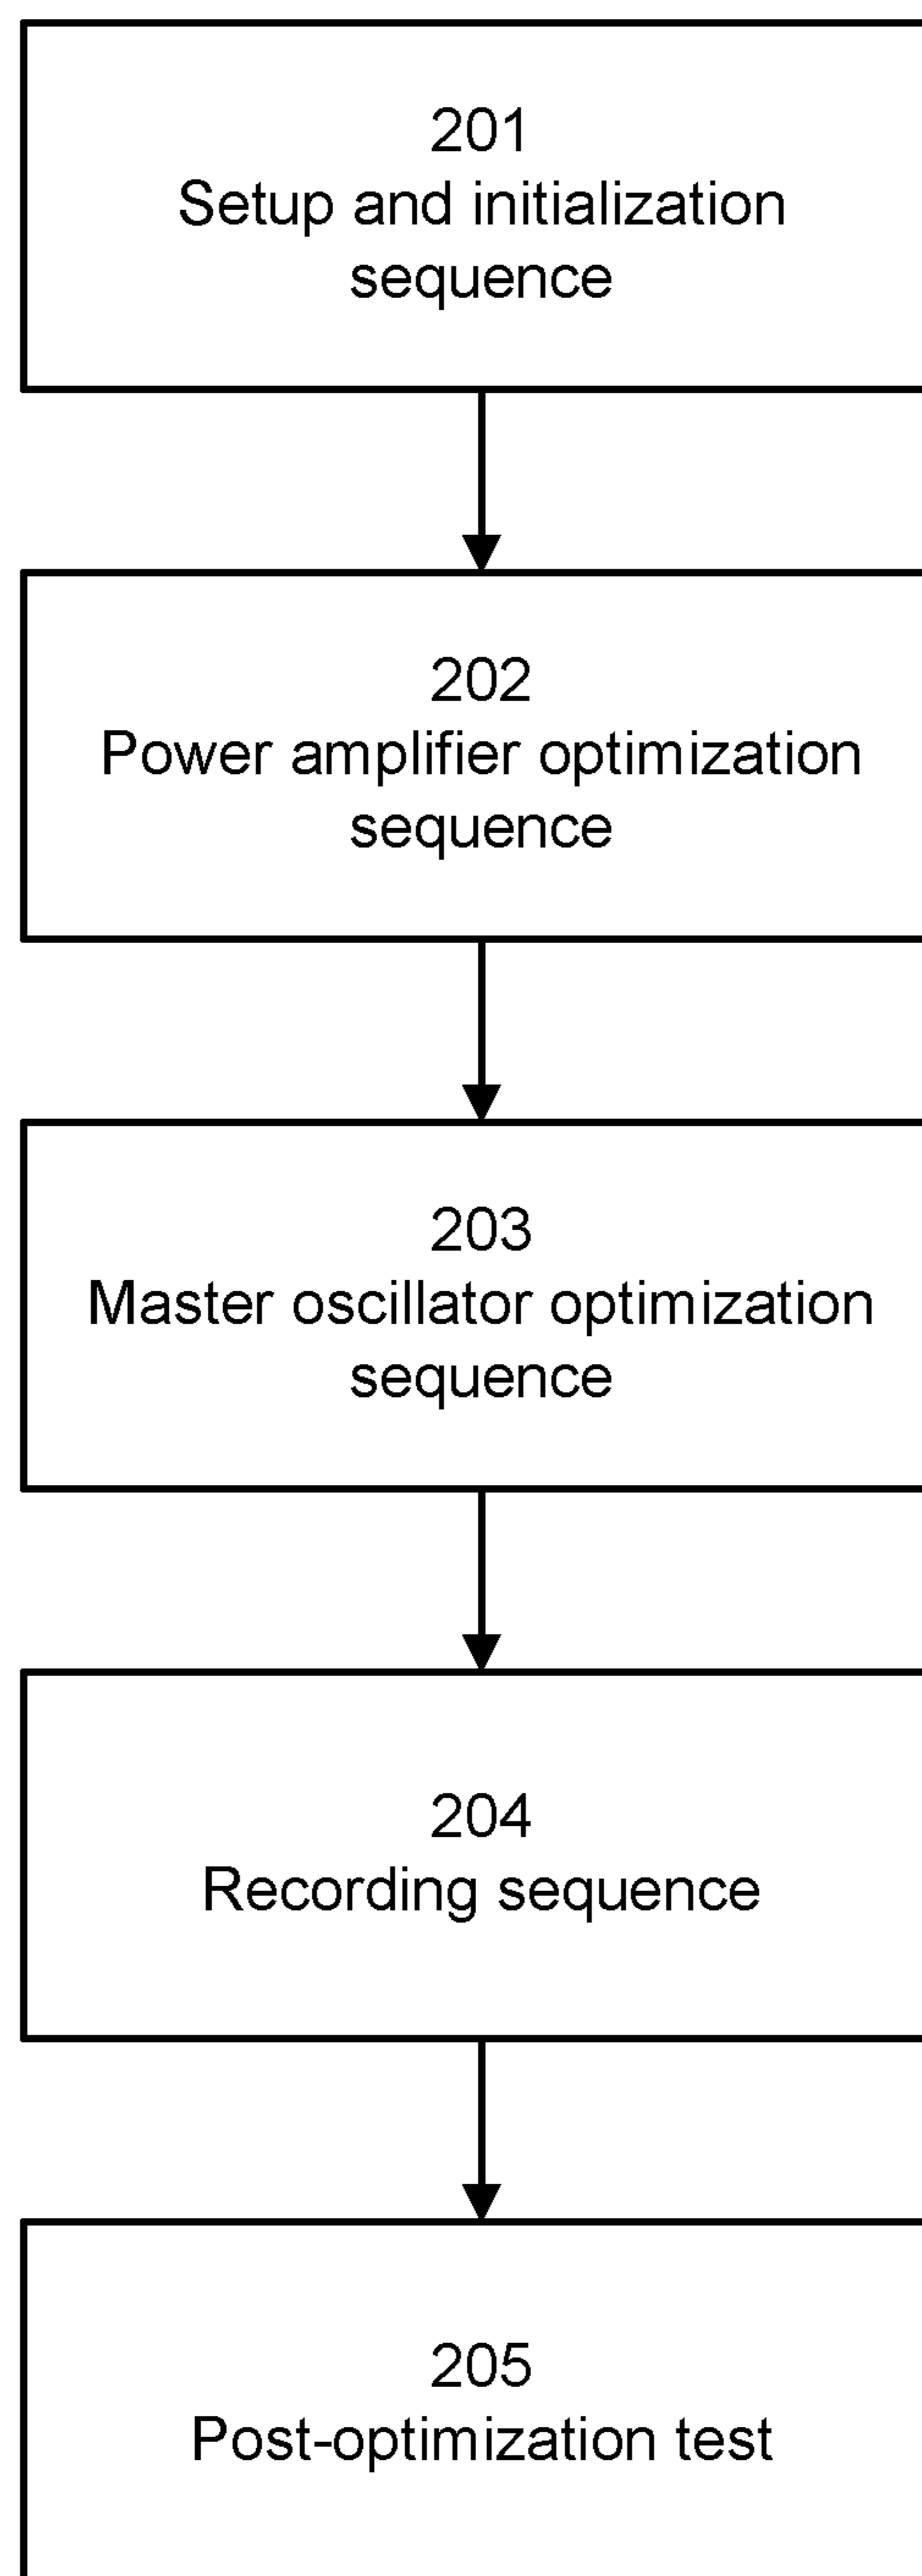 201
Setup and initialization
sequence
202
Power amplifier optimization
sequence
203
Master oscillator optimization
sequence
204
Recording sequence
205
Post-optimization test